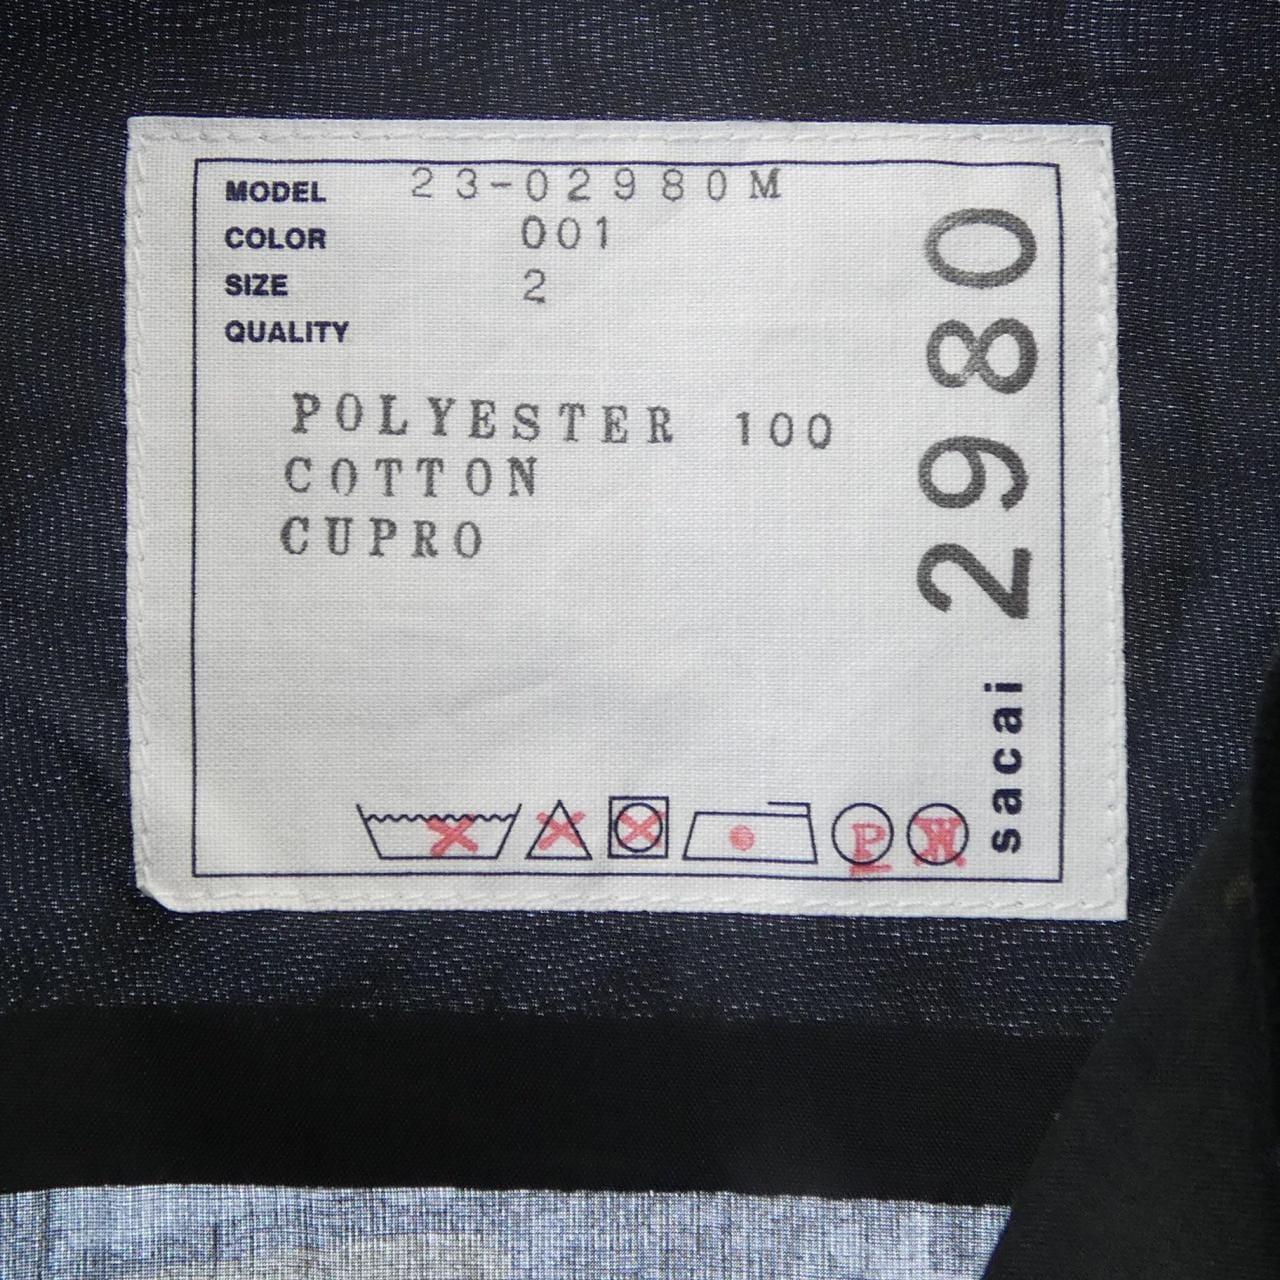 MODEL 23-02980M
COLOR 001
SIZE 2
QUALITY
POLYESTER 100
COTTON
CUPRO
sacai 2980
P W